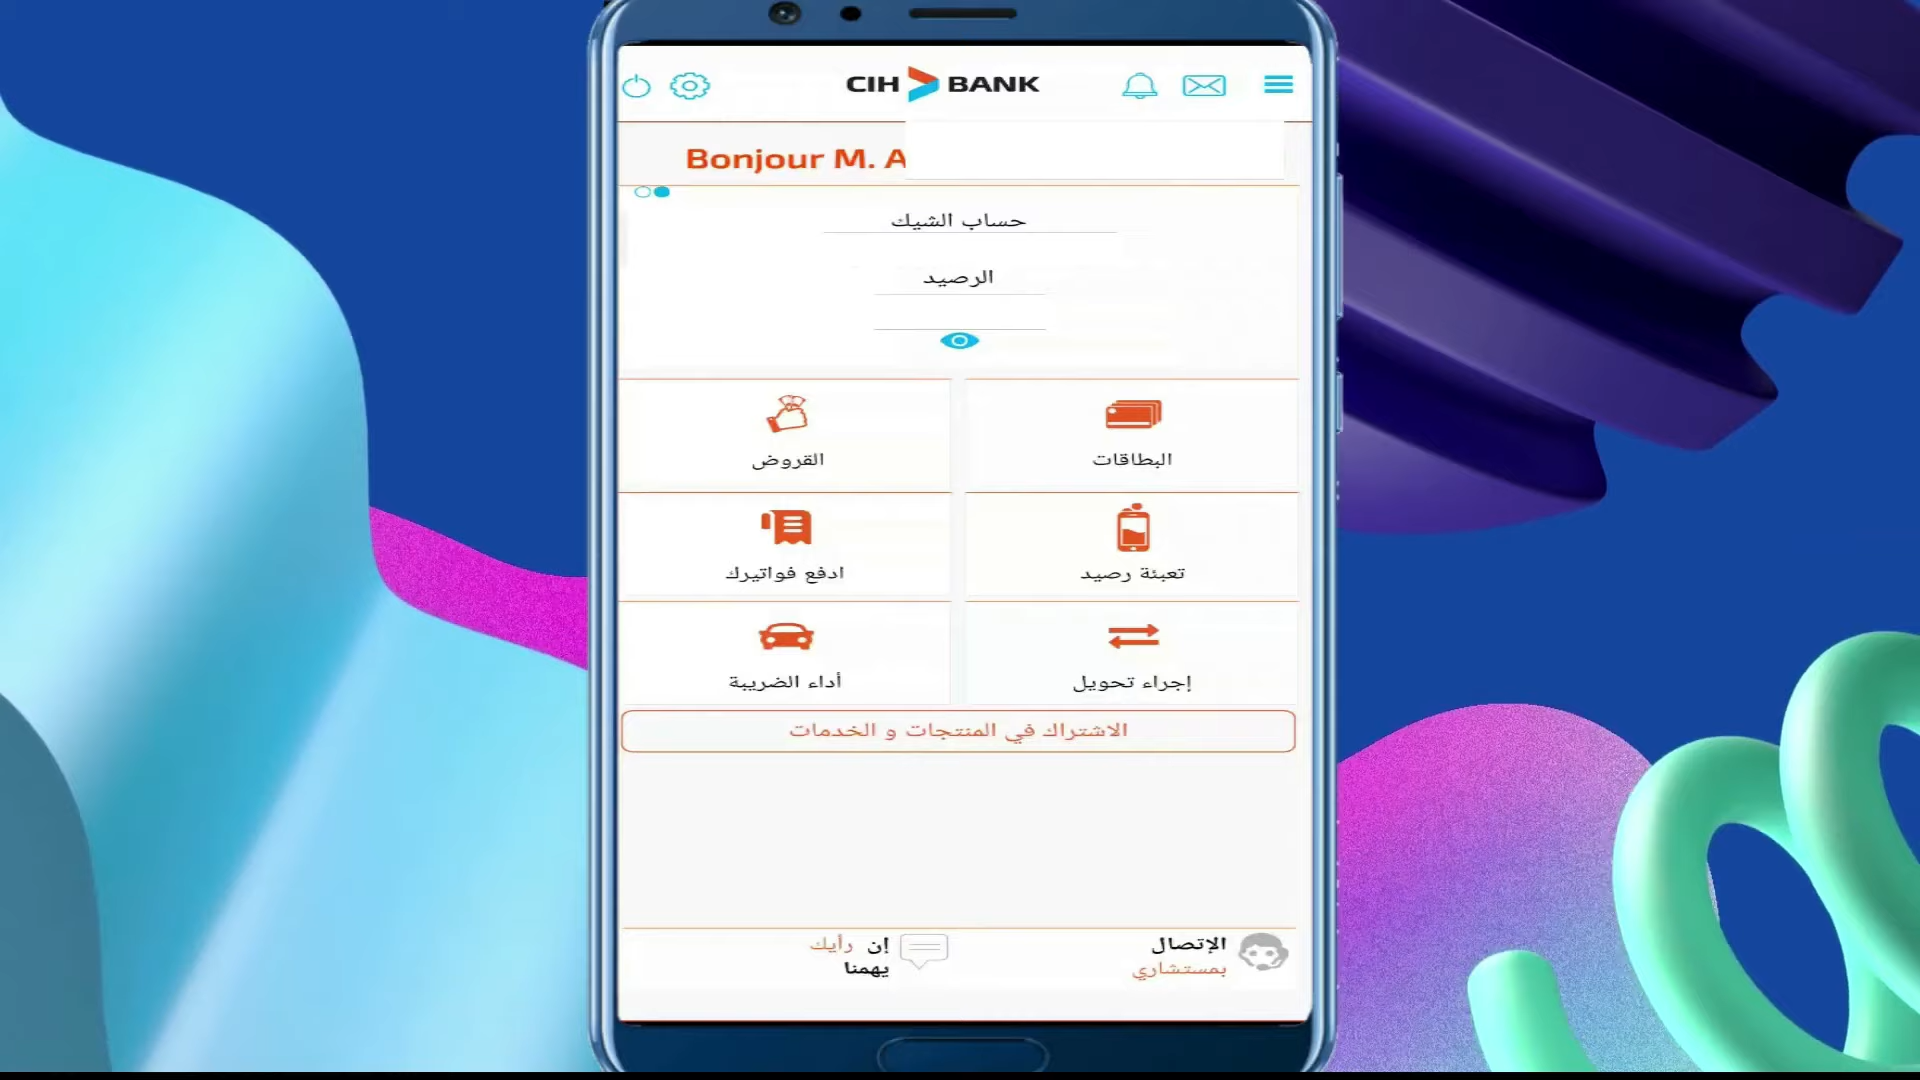 CIH BANK
Bonjour M. A
حساب الشيك
الرصيد
البطاقات
القروض
تعبئة رصيد
ادفع فواتيرك
إجراء تحويل
أداء الضريبة
الاشتراك في المنتجات و الخدمات
الإتصال
بمستشاري
إن رأيك
يهمنا